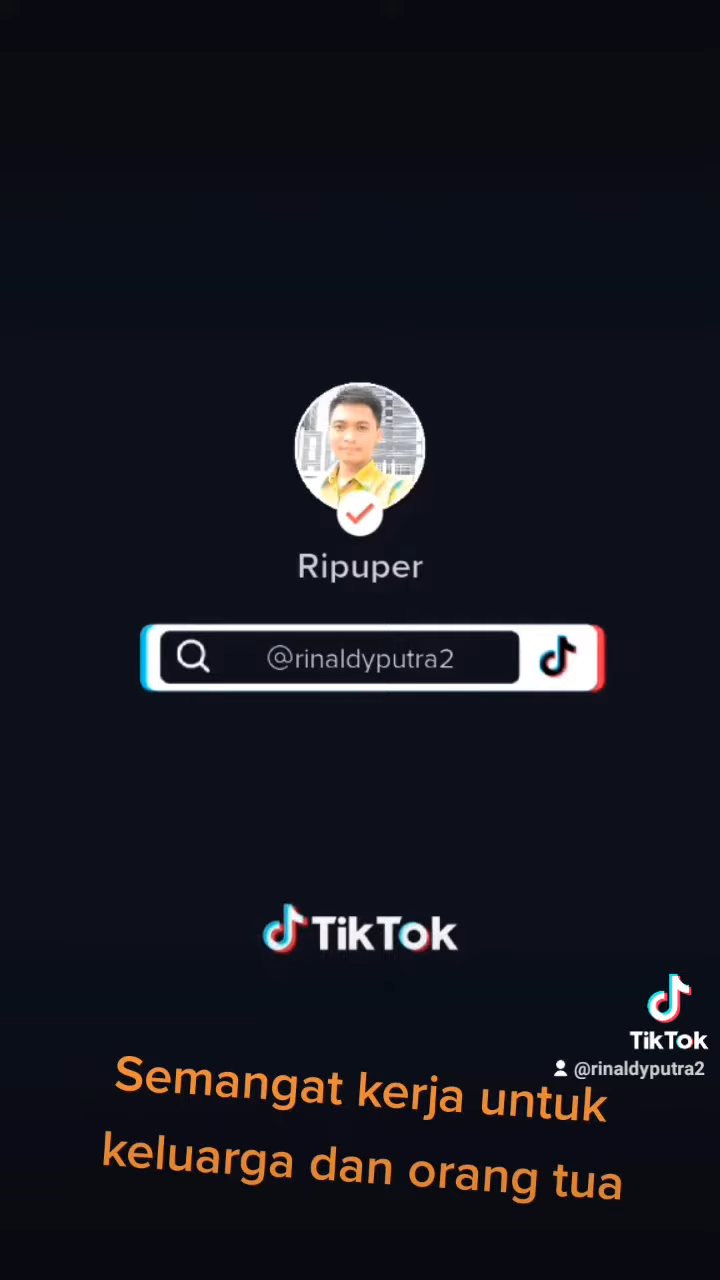 Ripuper
@rinaldyputra2
TikTok
TikTok
@rinaldyputra2
Semangat kerja untuk
keluarga dan orang tua